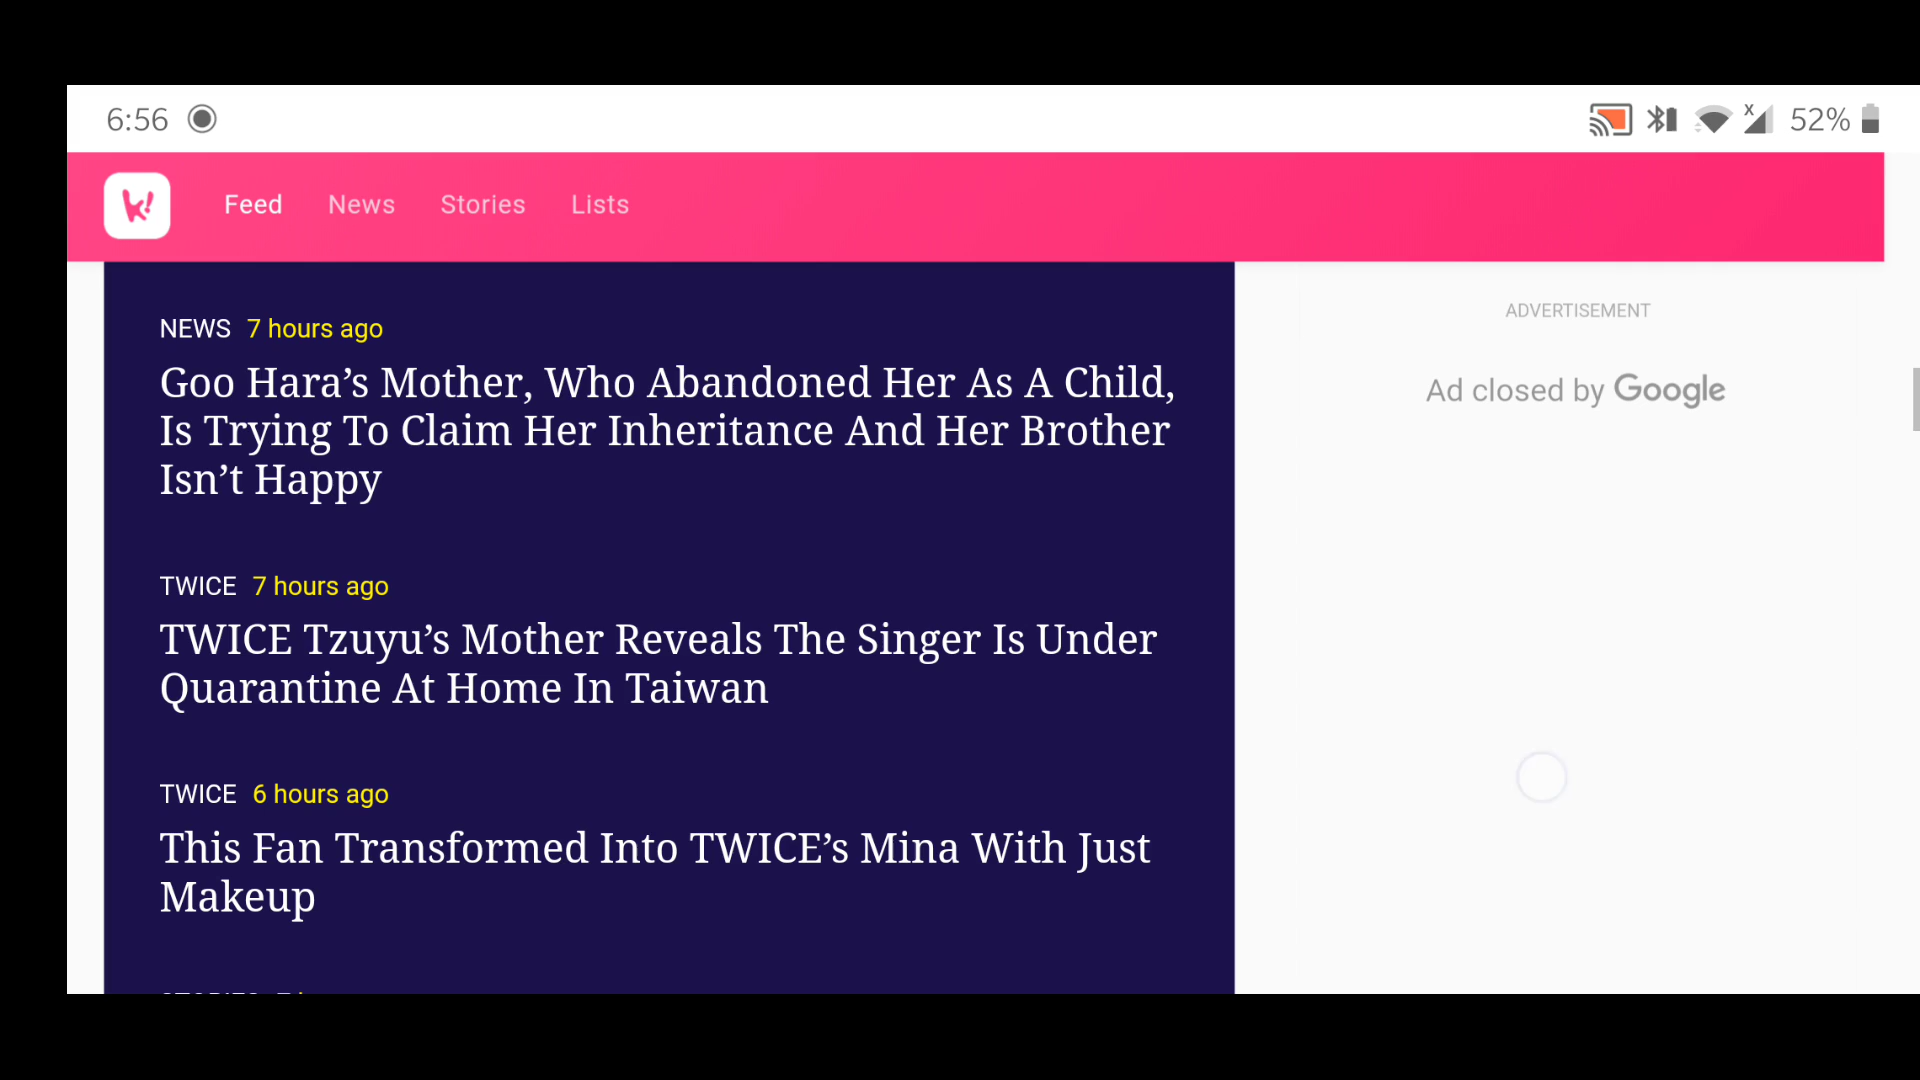 6:56
52%
k!
Feed News Stories Lists
NEWS 7 hours ago
Goo Hara’s Mother, Who Abandoned Her As A Child,
Is Trying To Claim Her Inheritance And Her Brother
Isn’t Happy
TWICE 7 hours ago
TWICE Tzuyu’s Mother Reveals The Singer Is Under
Quarantine At Home In Taiwan
TWICE 6 hours ago
This Fan Transformed Into TWICE’s Mina With Just
Makeup
ADVERTISEMENT
Ad closed by Google